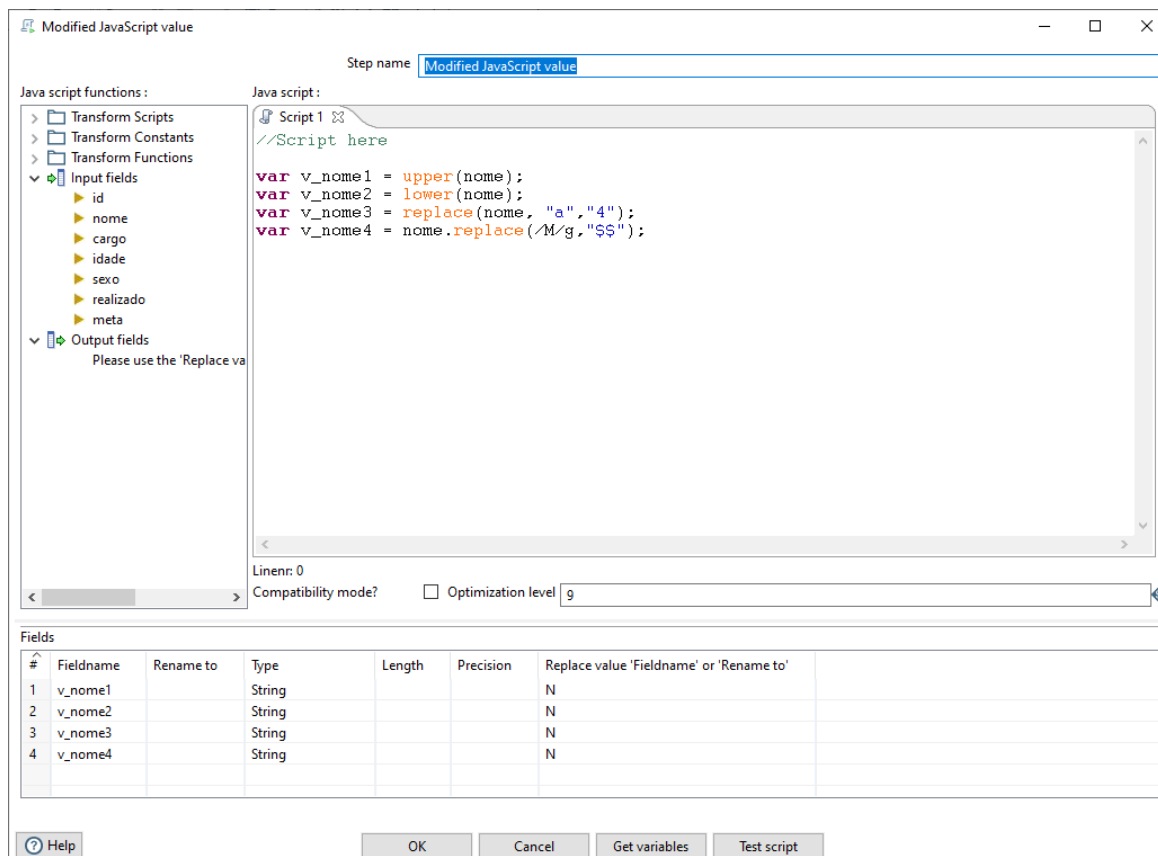 Modified JavaScript value
Step name Modified JavaScript value
Java script functions :
Transform Scripts
Transform Constants
Transform Functions
Input fields
id
nome
cargo
idade
sexo
realizado
meta
Output fields
Please use the 'Replace va
Java script :
Script 1
//Script here
var v_nome1 = upper(nome);
var v_nome2 = lower(nome);
var v_nome3 = replace(nome, "a","4");
var v_nome4 = nome.replace(/M/g,"$$");
Linenr: 0
Compatibility mode? Optimization level 9
Fields
# Fieldname Rename to Type Length Precision Replace value 'Fieldname' or 'Rename to'
1 v_nome1 String N
2 v_nome2 String N
3 v_nome3 String N
4 v_nome4 String N
Help OK Cancel Get variables Test script